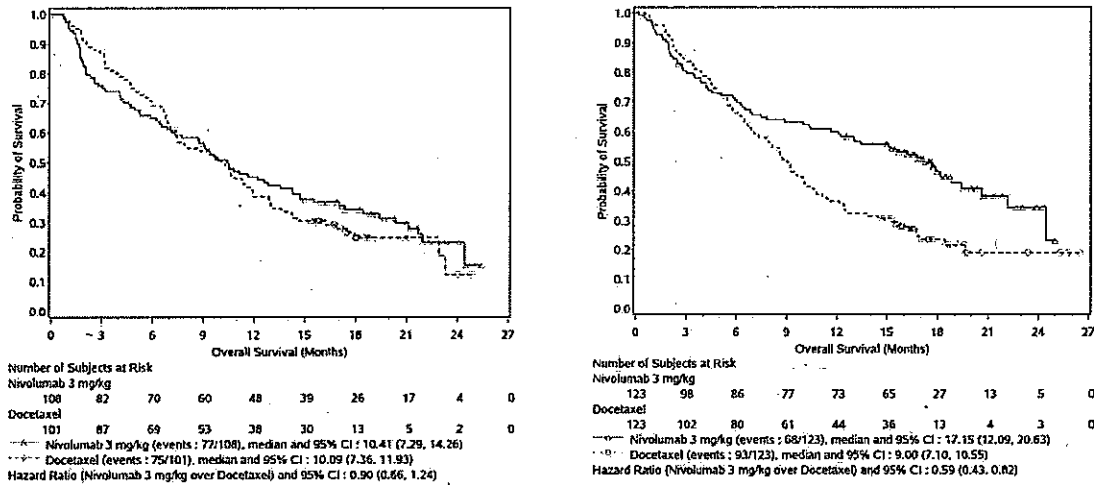 1.0
0.9
0.8
0.7
0.6
0.5
0.4
0.3
0.2
0.1
0.0
Probability of Survival
0 3 6 9 12 15 18 21 24 27
Overall Survival (Months)
Number of Subjects at Risk
Nivolumab 3 mg/kg
108 82 70 60 48 39 26 17 4 0
Docetaxel
101 87 69 53 38 30 13 5 2 0
Nivolumab 3 mg/kg (events : 77/108), median and 95% CI : 10.41 (7.29, 14.26)
Docetaxel (events : 75/101), median and 95% CI : 10.09 (7.36, 11.93)
Hazard Ratio (Nivolumab 3 mg/kg over Docetaxel) and 95% CI : 0.90 (0.66, 1.24)
1.0
0.9
0.8
0.7
0.6
0.5
0.4
0.3
0.2
0.1
0.0
Probability of Survival
0 3 6 9 12 15 18 21 24 27
Overall Survival (Months)
Number of Subjects at Risk
Nivolumab 3 mg/kg
123 98 86 77 73 65 27 13 5 0
Docetaxel
123 102 80 61 44 36 13 4 3 0
Nivolumab 3 mg/kg (events : 68/123), median and 95% CI : 17.15 (12.09, 20.63)
Docetaxel (events : 93/123), median and 95% CI : 9.00 (7.10, 10.55)
Hazard Ratio (Nivolumab 3 mg/kg over Docetaxel) and 95% CI : 0.59 (0.43, 0.82)